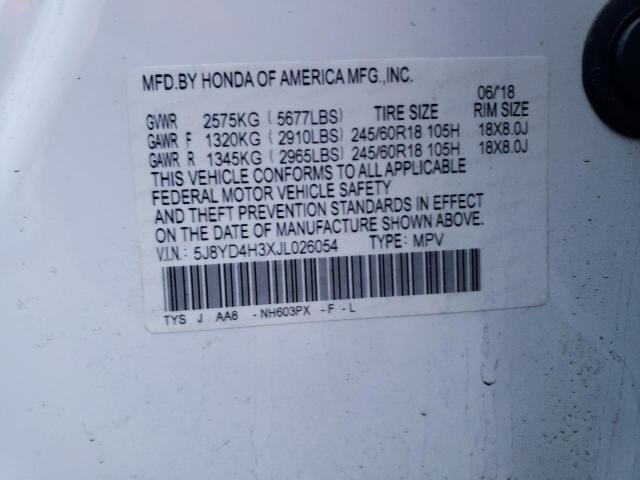 MFD.BY HONDA OF AMERICA MFG.,INC.
06/'18
GVWR 2575KG (5677LBS) TIRE SIZE RIM SIZE
GAWR F 1320KG (2910LBS) 245/60R18 105H 18X8.0J
GAWR R 1345KG (2965LBS) 245/60R18 105H 18X8.0J
THIS VEHICLE CONFORMS TO ALL APPLICABLE
FEDERAL MOTOR VEHICLE SAFETY
AND THEFT PREVENTION STANDARDS IN EFFECT
ON THE DATE OF MANUFACTURE SHOWN ABOVE.
V.I.N.: 5J8YD4H3XJL026054 TYPE: MPV
TYS J AA8 -NH603PX -F -L